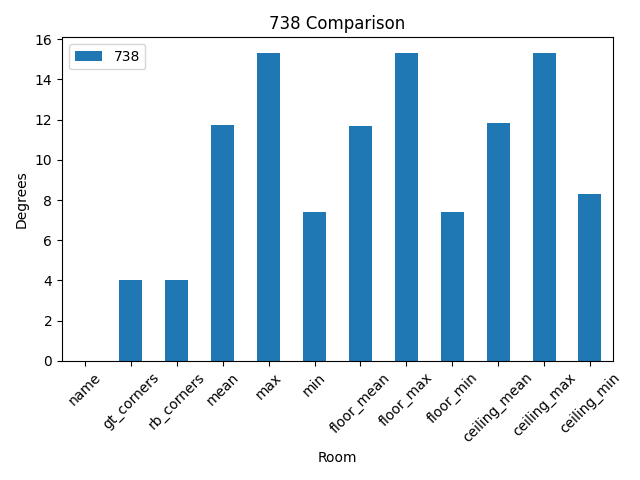 738 Comparison
738
16
14
12
10
8
6
4
2
0
Degrees
name
gt_corners
rb_corners
mean
max
min
floor_mean
floor_max
floor_min
ceiling_mean
ceiling_max
ceiling_min
Room